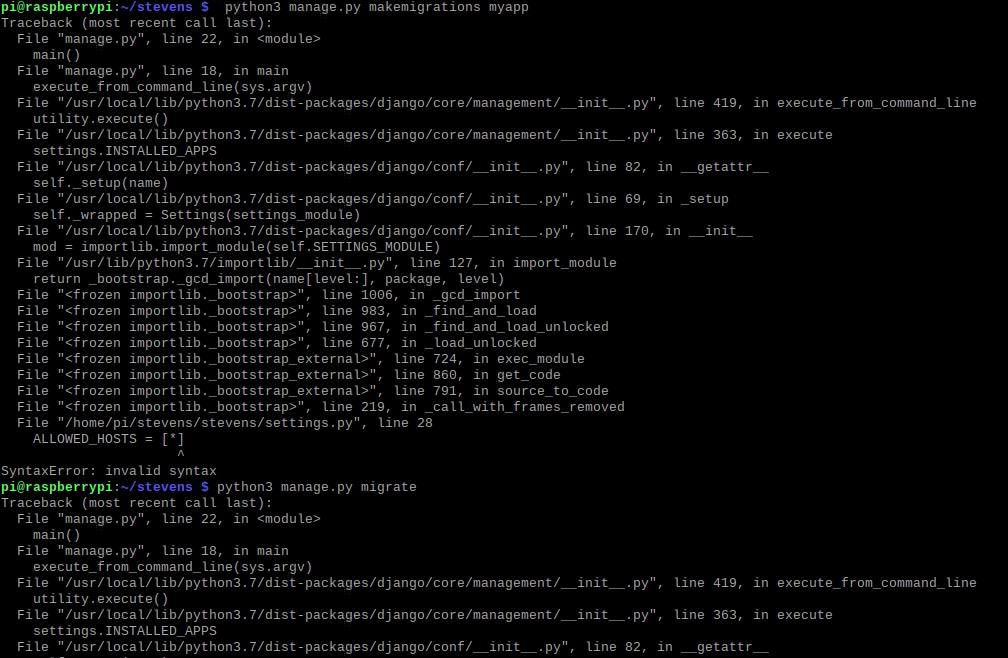 pi@raspberrypi:~/stevens $  python3 manage.py makemigrations myapp
Traceback (most recent call last):
  File "manage.py", line 22, in <module>
    main()
  File "manage.py", line 18, in main
    execute_from_command_line(sys.argv)
  File "/usr/local/lib/python3.7/dist-packages/django/core/management/__init__.py", line 419, in execute_from_command_line
    utility.execute()
  File "/usr/local/lib/python3.7/dist-packages/django/core/management/__init__.py", line 363, in execute
    settings.INSTALLED_APPS
  File "/usr/local/lib/python3.7/dist-packages/django/conf/__init__.py", line 82, in __getattr__
    self._setup(name)
  File "/usr/local/lib/python3.7/dist-packages/django/conf/__init__.py", line 69, in _setup
    self._wrapped = Settings(settings_module)
  File "/usr/local/lib/python3.7/dist-packages/django/conf/__init__.py", line 170, in __init__
    mod = importlib.import_module(self.SETTINGS_MODULE)
  File "/usr/lib/python3.7/importlib/__init__.py", line 127, in import_module
    return _bootstrap._gcd_import(name[level:], package, level)
  File "<frozen importlib._bootstrap>", line 1006, in _gcd_import
  File "<frozen importlib._bootstrap>", line 983, in _find_and_load
  File "<frozen importlib._bootstrap>", line 967, in _find_and_load_unlocked
  File "<frozen importlib._bootstrap>", line 677, in _load_unlocked
  File "<frozen importlib._bootstrap_external>", line 724, in exec_module
  File "<frozen importlib._bootstrap_external>", line 860, in get_code
  File "<frozen importlib._bootstrap_external>", line 791, in source_to_code
  File "<frozen importlib._bootstrap>", line 219, in _call_with_frames_removed
  File "/home/pi/stevens/stevens/settings.py", line 28
    ALLOWED_HOSTS = [*]
                      ^
SyntaxError: invalid syntax
pi@raspberrypi:~/stevens $ python3 manage.py migrate
Traceback (most recent call last):
  File "manage.py", line 22, in <module>
    main()
  File "manage.py", line 18, in main
    execute_from_command_line(sys.argv)
  File "/usr/local/lib/python3.7/dist-packages/django/core/management/__init__.py", line 419, in execute_from_command_line
    utility.execute()
  File "/usr/local/lib/python3.7/dist-packages/django/core/management/__init__.py", line 363, in execute
    settings.INSTALLED_APPS
  File "/usr/local/lib/python3.7/dist-packages/django/conf/__init__.py", line 82, in __getattr__